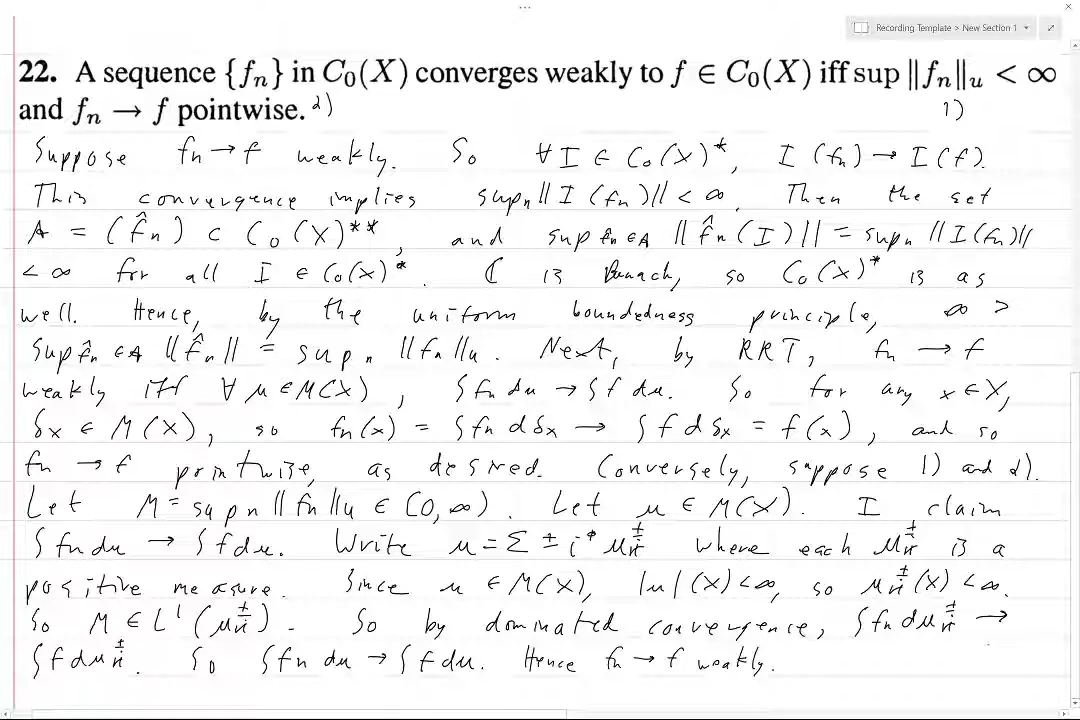 Recording Template > New Section 1
22. A sequence {fₙ} in C₀(X) converges weakly to f ∈ C₀(X) iff sup ‖fₙ‖ᵤ < ∞
and fₙ → f pointwise. 2) 1)
Suppose fn → f weakly. So ∀ I ∈ C₀(X)*, I(fn) → I(f).
This convergence implies supₙ ‖I(fn)‖ < ∞. Then the set
A = (f̂n) ⊂ C₀(X)**, and sup f̂n ∈ A ‖f̂n(I)‖ = supₙ ‖I(fn)‖
< ∞ for all I ∈ C₀(X)*. ℂ is Banach, so C₀(X)* is as
well. Hence, by the uniform boundedness principle, ∞ >
sup f̂n ∈ A ‖f̂n‖ = supₙ ‖fn‖u. Next, by RRT, fn → f
weakly iff ∀ μ ∈ M(X), ∫fn dμ → ∫f dμ. So for any x ∈ X,
δx ∈ M(X), so fn(x) = ∫fn dδx → ∫f dδx = f(x), and so
fn → f pointwise, as desired. Conversely, suppose 1) and 2).
Let M = supn ‖fn‖u ∈ [0,∞). Let μ ∈ M(X). I claim
∫fn dμ → ∫f dμ. Write μ = Σ ± i* μ± where each μ± is a
positive measure. Since μ ∈ M(X), |μ|(X) < ∞, so μ±(X) < ∞.
So M ∈ L¹(μ±). So by dominated convergence, ∫fn dμ± →
∫f dμ±. So ∫fn dμ → ∫f dμ. Hence fn → f weakly.